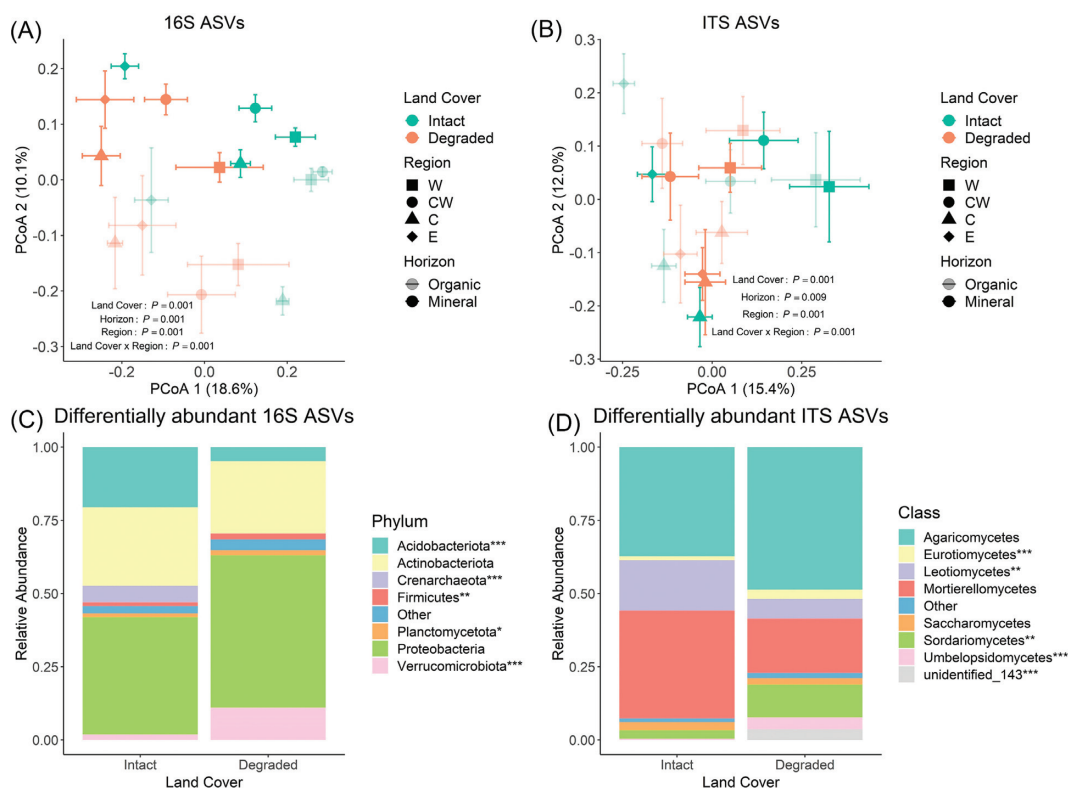 (A)
16S ASVs
0.2
0.1
0.0
-0.1
-0.2
-0.3
PCoA 2 (10.1%)
Land Cover : P = 0.001
Horizon : P = 0.001
Region : P = 0.001
Land Cover x Region : P = 0.001
-0.2
0.0
0.2
PCoA 1 (18.6%)
Land Cover
Intact
Degraded
Region
W
CW
C
E
Horizon
Organic
Mineral
(B)
ITS ASVs
0.3
0.2
0.1
0.0
-0.1
-0.2
-0.3
PCoA 2 (12.0%)
Land Cover : P = 0.001
Horizon : P = 0.009
Region : P = 0.001
Land Cover x Region : P = 0.001
-0.25
0.00
0.25
PCoA 1 (15.4%)
Land Cover
Intact
Degraded
Region
W
CW
C
E
Horizon
Organic
Mineral
(C)
Differentially abundant 16S ASVs
1.00
0.75
0.50
0.25
0.00
Relative Abundance
Intact
Degraded
Land Cover
Phylum
Acidobacteriota***
Actinobacteriota
Crenarchaeota***
Firmicutes**
Other
Planctomycetota*
Proteobacteria
Verrucomicrobiota***
(D)
Differentially abundant ITS ASVs
1.00
0.75
0.50
0.25
0.00
Relative Abundance
Intact
Degraded
Land Cover
Class
Agaricomycetes
Eurotiomycetes***
Leotiomycetes**
Mortierellomycetes
Other
Saccharomycetes
Sordariomycetes**
Umbelopsidomycetes***
unidentified_143***